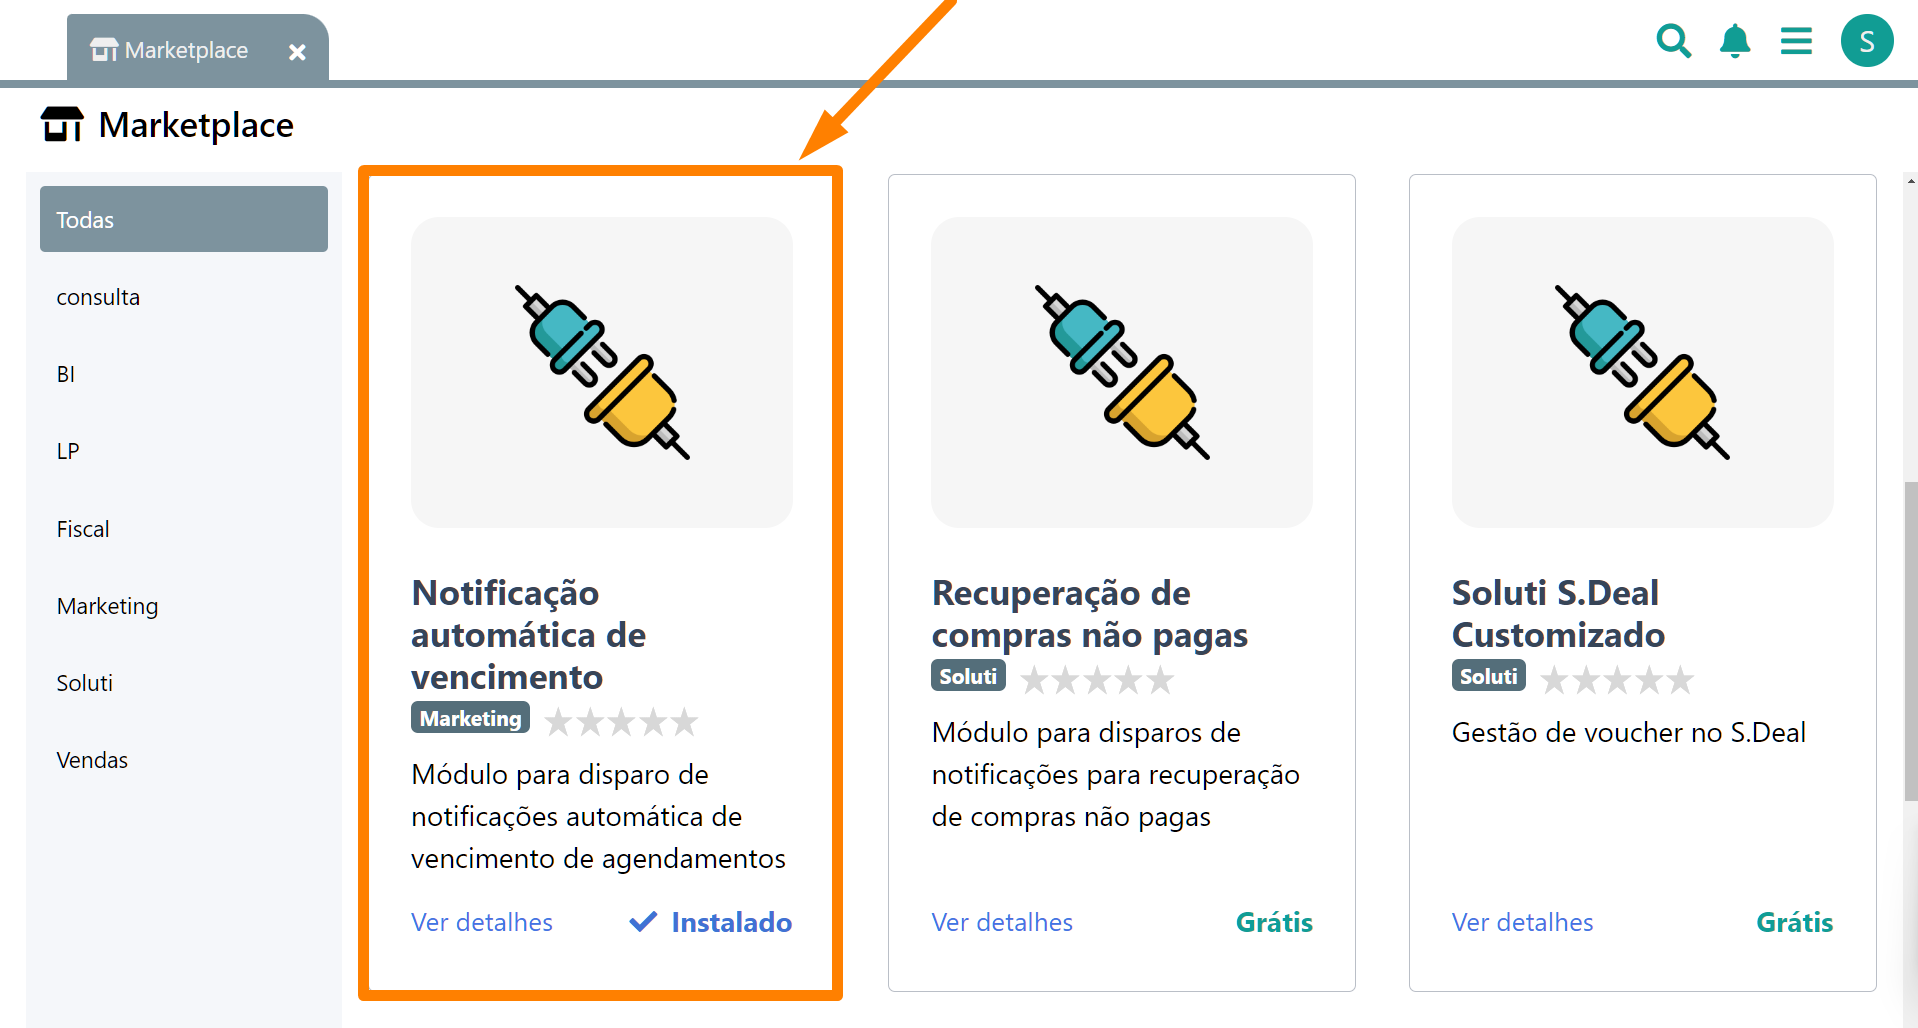 Marketplace
S
Marketplace
Todas
consulta
BI
LP
Fiscal
Marketing
Soluti
Vendas
Notificação
automática de
vencimento
Marketing
Módulo para disparo de
notificações automática de
vencimento de agendamentos
Ver detalhes
Instalado
Recuperação de
compras não pagas
Soluti
Módulo para disparos de
notificações para recuperação
de compras não pagas
Ver detalhes
Grátis
Soluti S.Deal
Customizado
Soluti
Gestão de voucher no S.Deal
Ver detalhes
Grátis